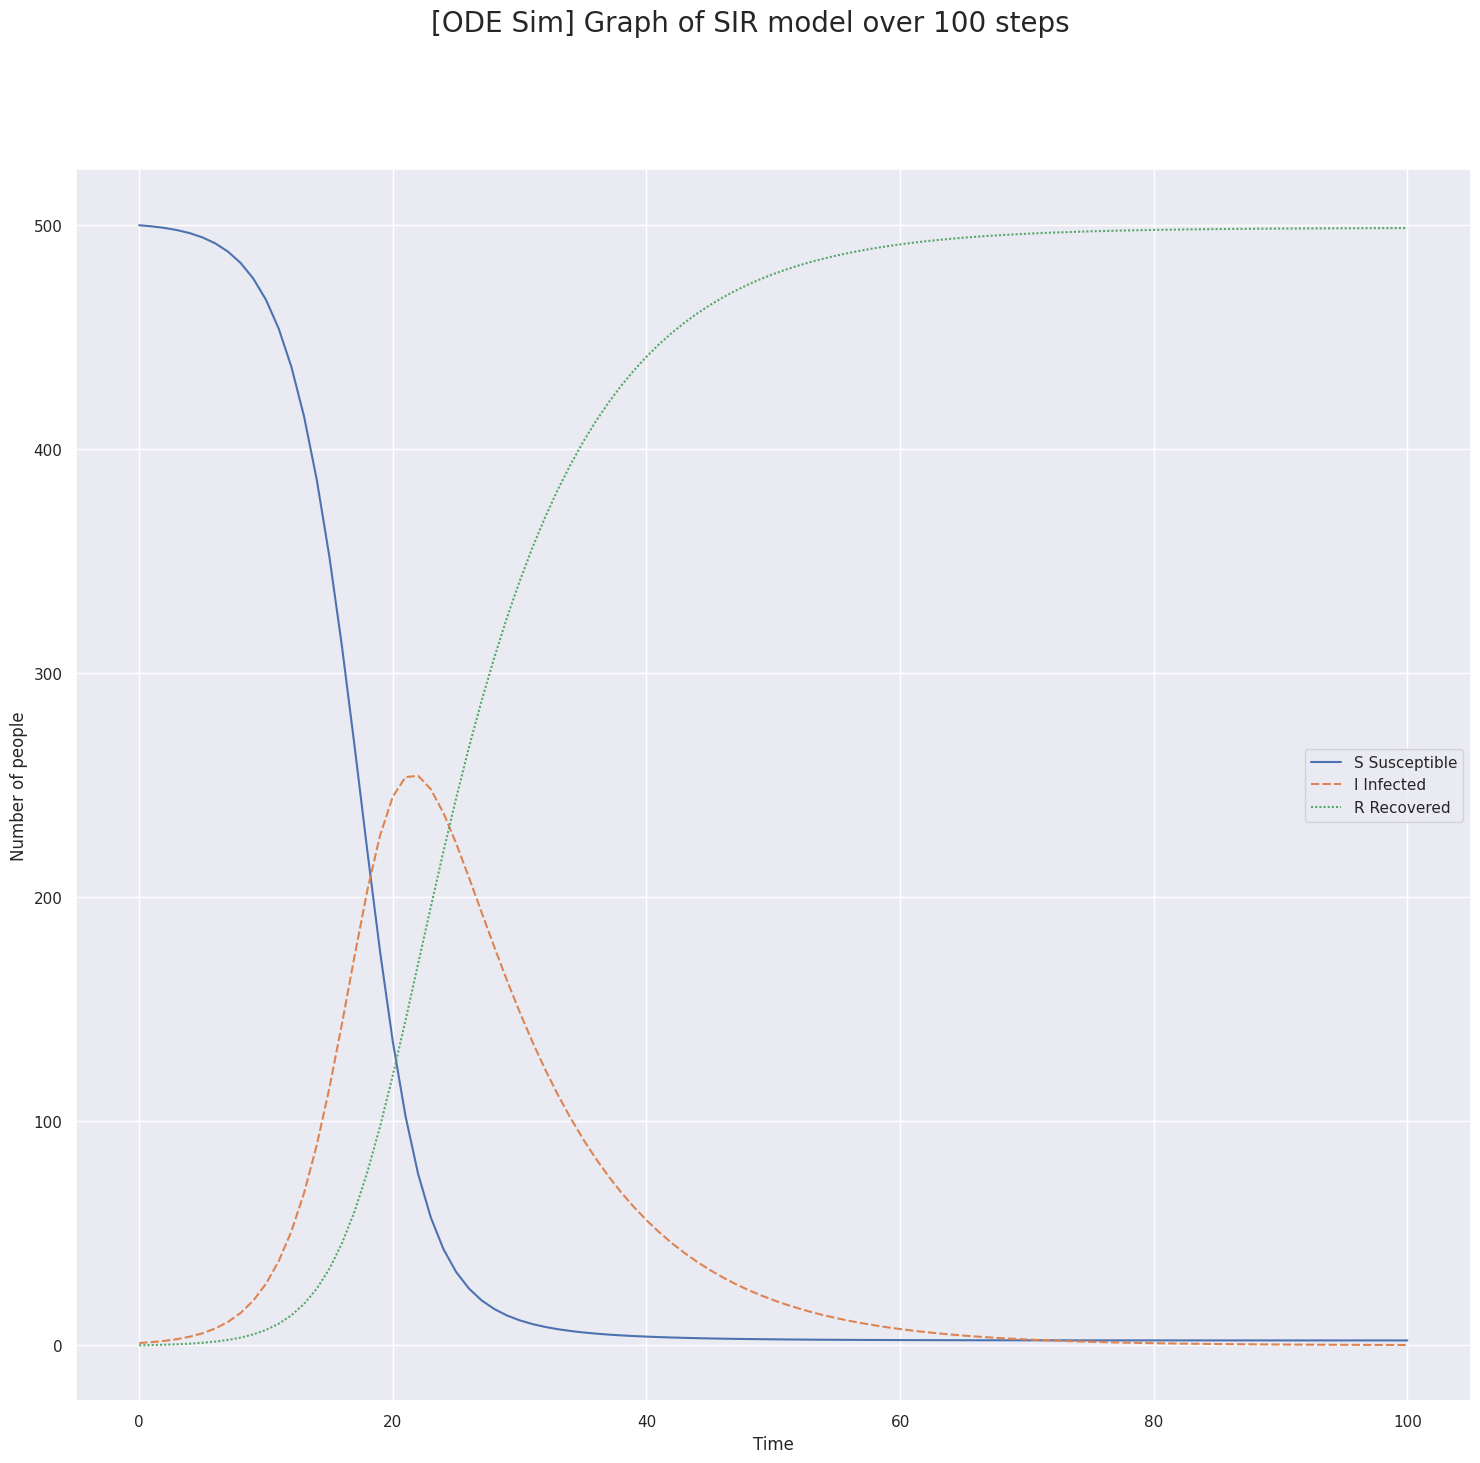 [ODE Sim] Graph of SIR model over 100 steps
500
400
300
200
100
0
Number of people
S Susceptible
I Infected
R Recovered
0 20 40 60 80 100
Time